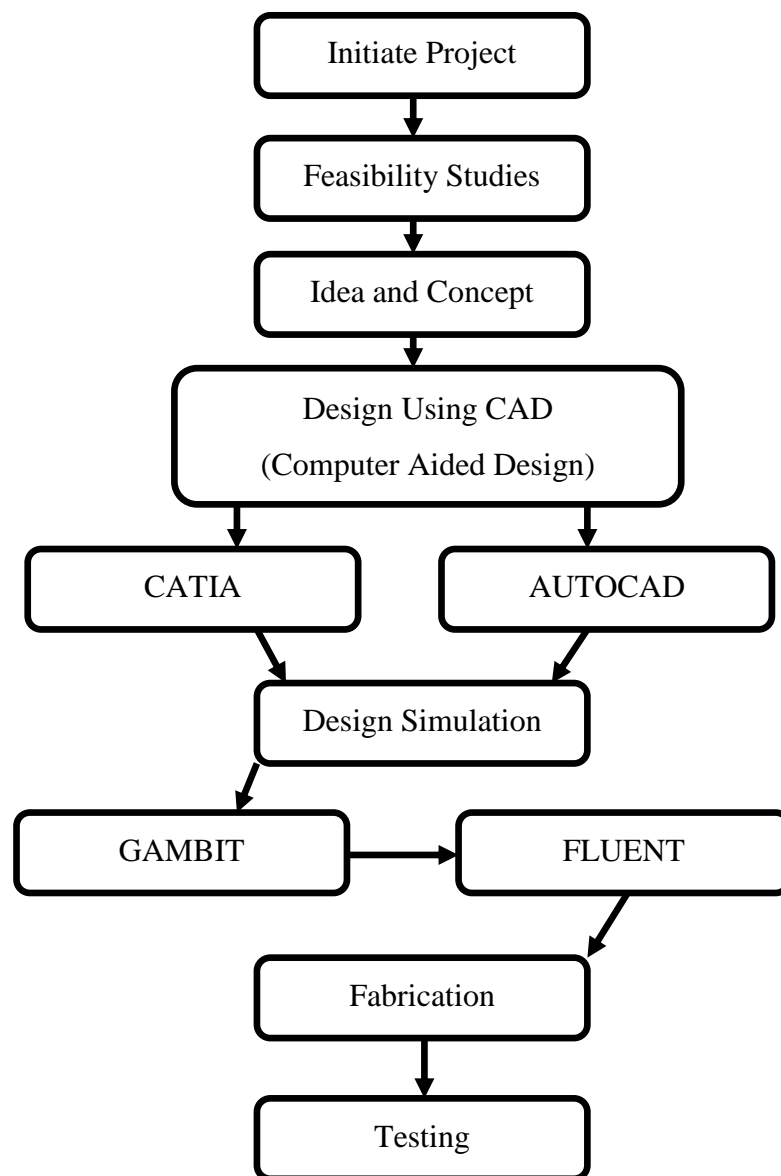 Initiate Project
Feasibility Studies
Idea and Concept
Design Using CAD
(Computer Aided Design)
CATIA
AUTOCAD
Design Simulation
GAMBIT
FLUENT
Fabrication
Testing